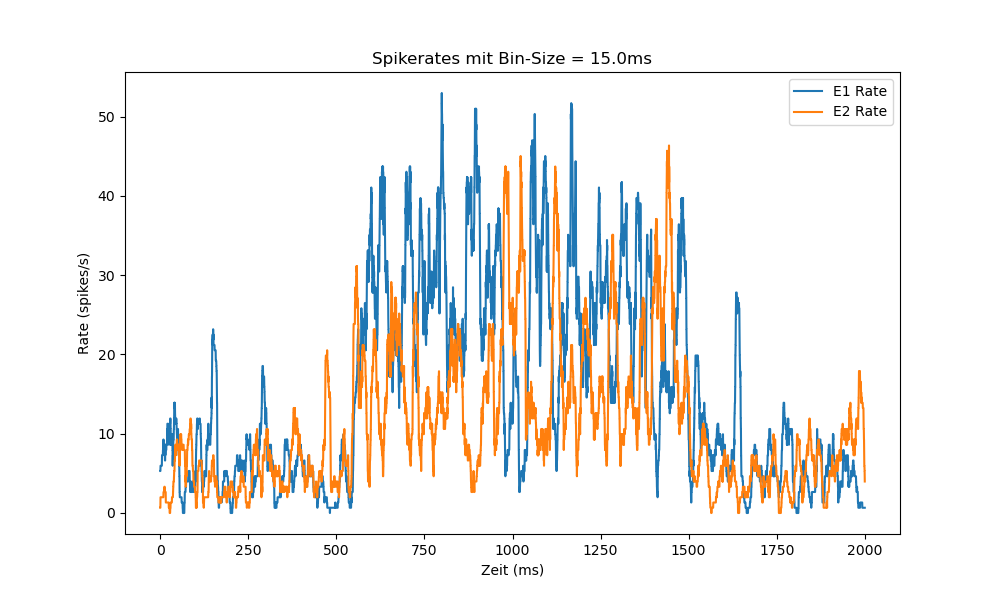 Spikerates mit Bin-Size = 15.0ms
E1 Rate
E2 Rate
Rate (spikes/s)
50
40
30
20
10
0
0 250 500 750 1000 1250 1500 1750 2000
Zeit (ms)